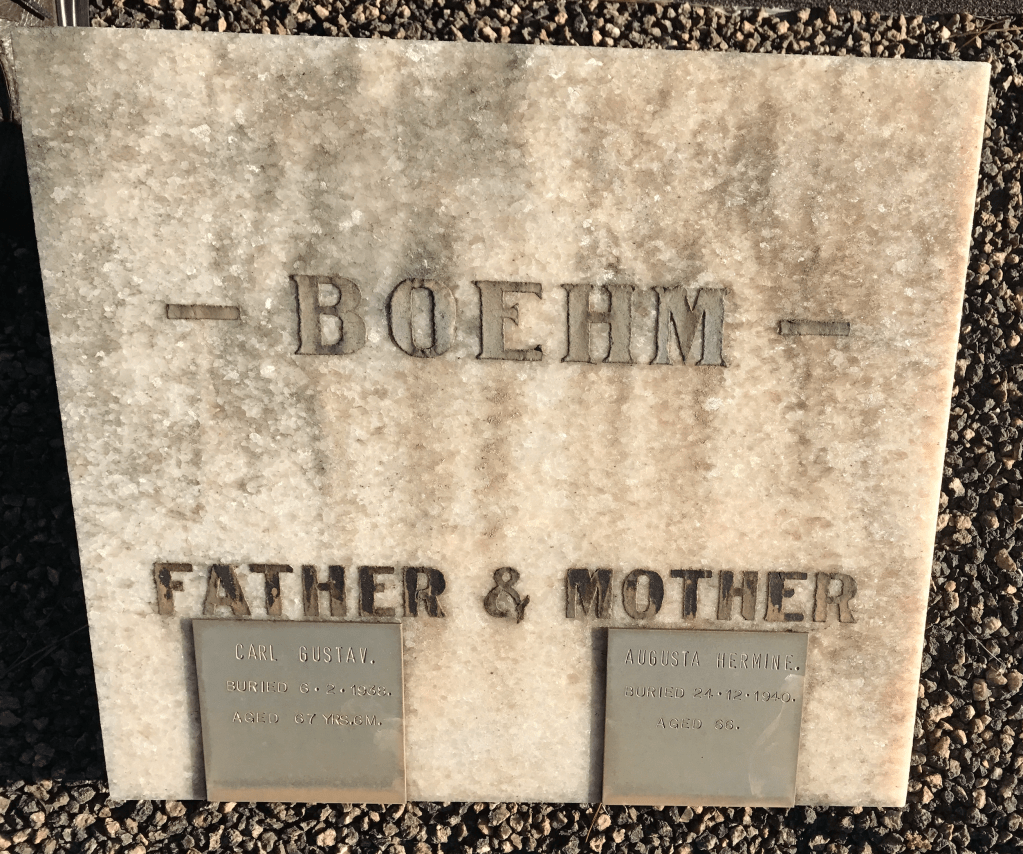 — BOEHM —
FATHER & MOTHER
CARL GUSTAV.
BURIED 6·2·1938.
AGED 67 YRS. 6 M.
AUGUSTA HERMINE.
BURIED 24·12·1940.
AGED 66.